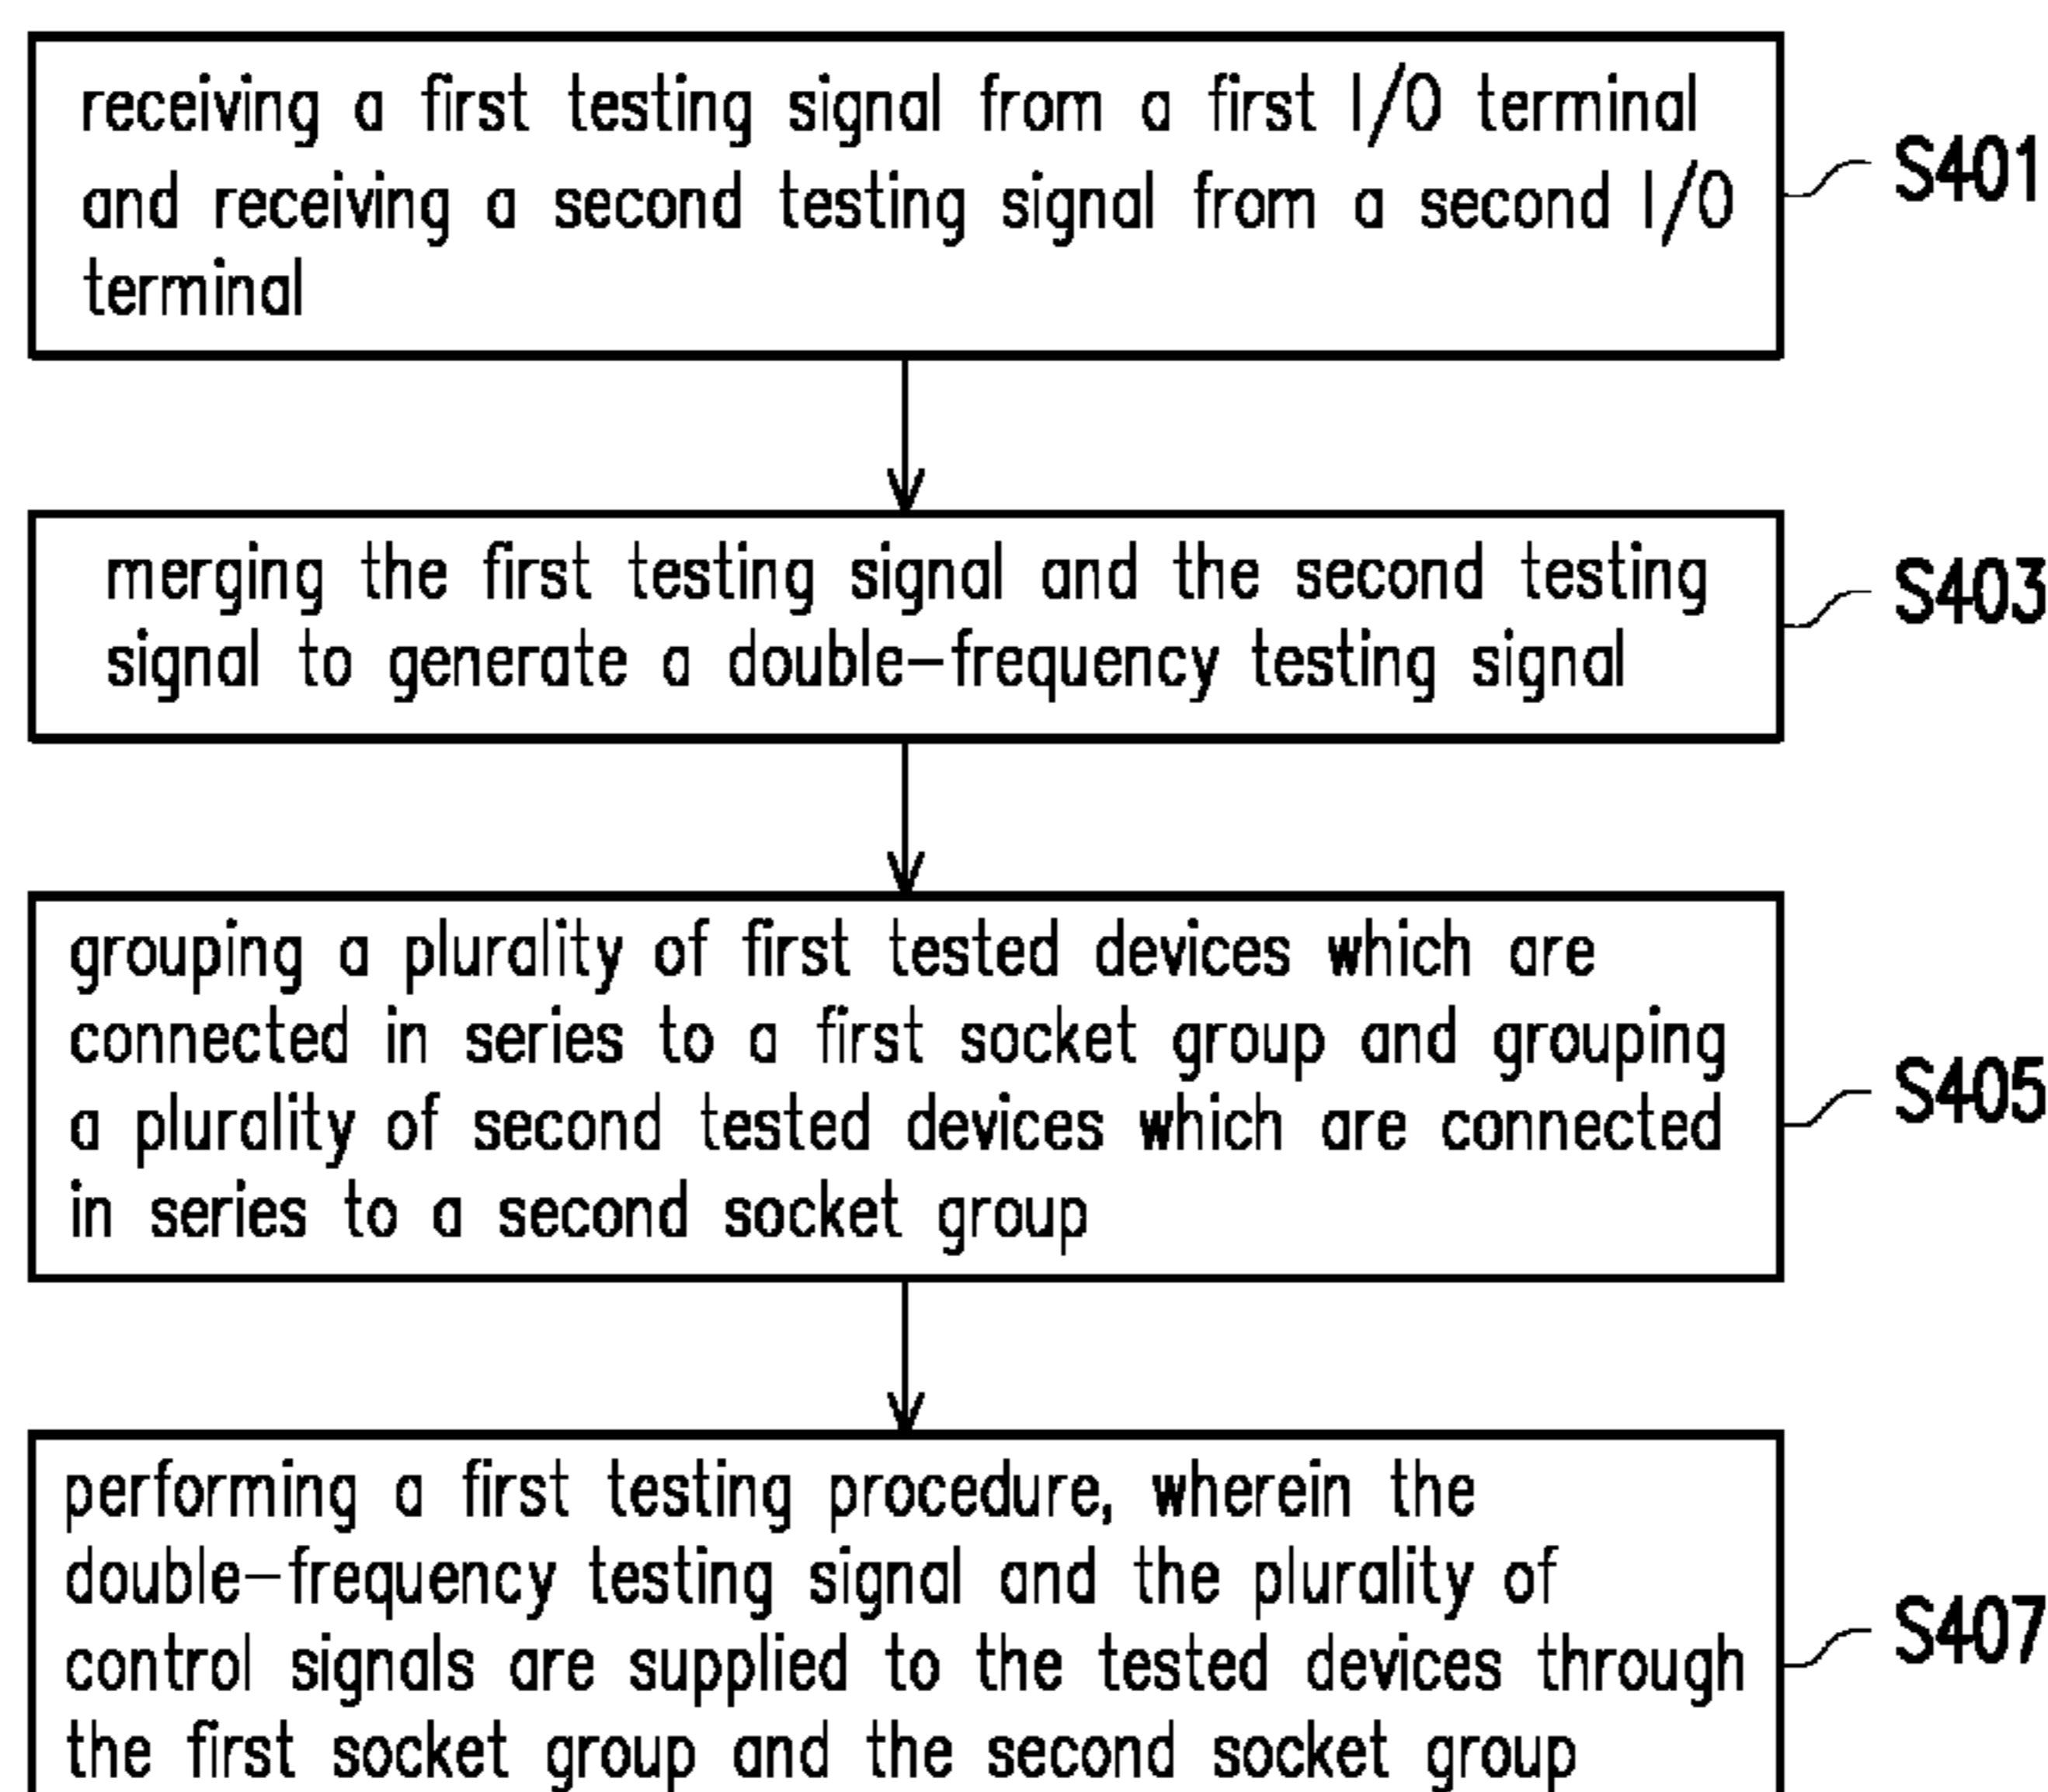 receiving a first testing signal from a first I/O terminal
and receiving a second testing signal from a second I/O
terminal
S401
merging the first testing signal and the second testing
signal to generate a double-frequency testing signal
S403
grouping a plurality of first tested devices which are
connected in series to a first socket group and grouping
a plurality of second tested devices which are connected
in series to a second socket group
S405
performing a first testing procedure, wherein the
double-frequency testing signal and the plurality of
control signals are supplied to the tested devices through
the first socket group and the second socket group
S407